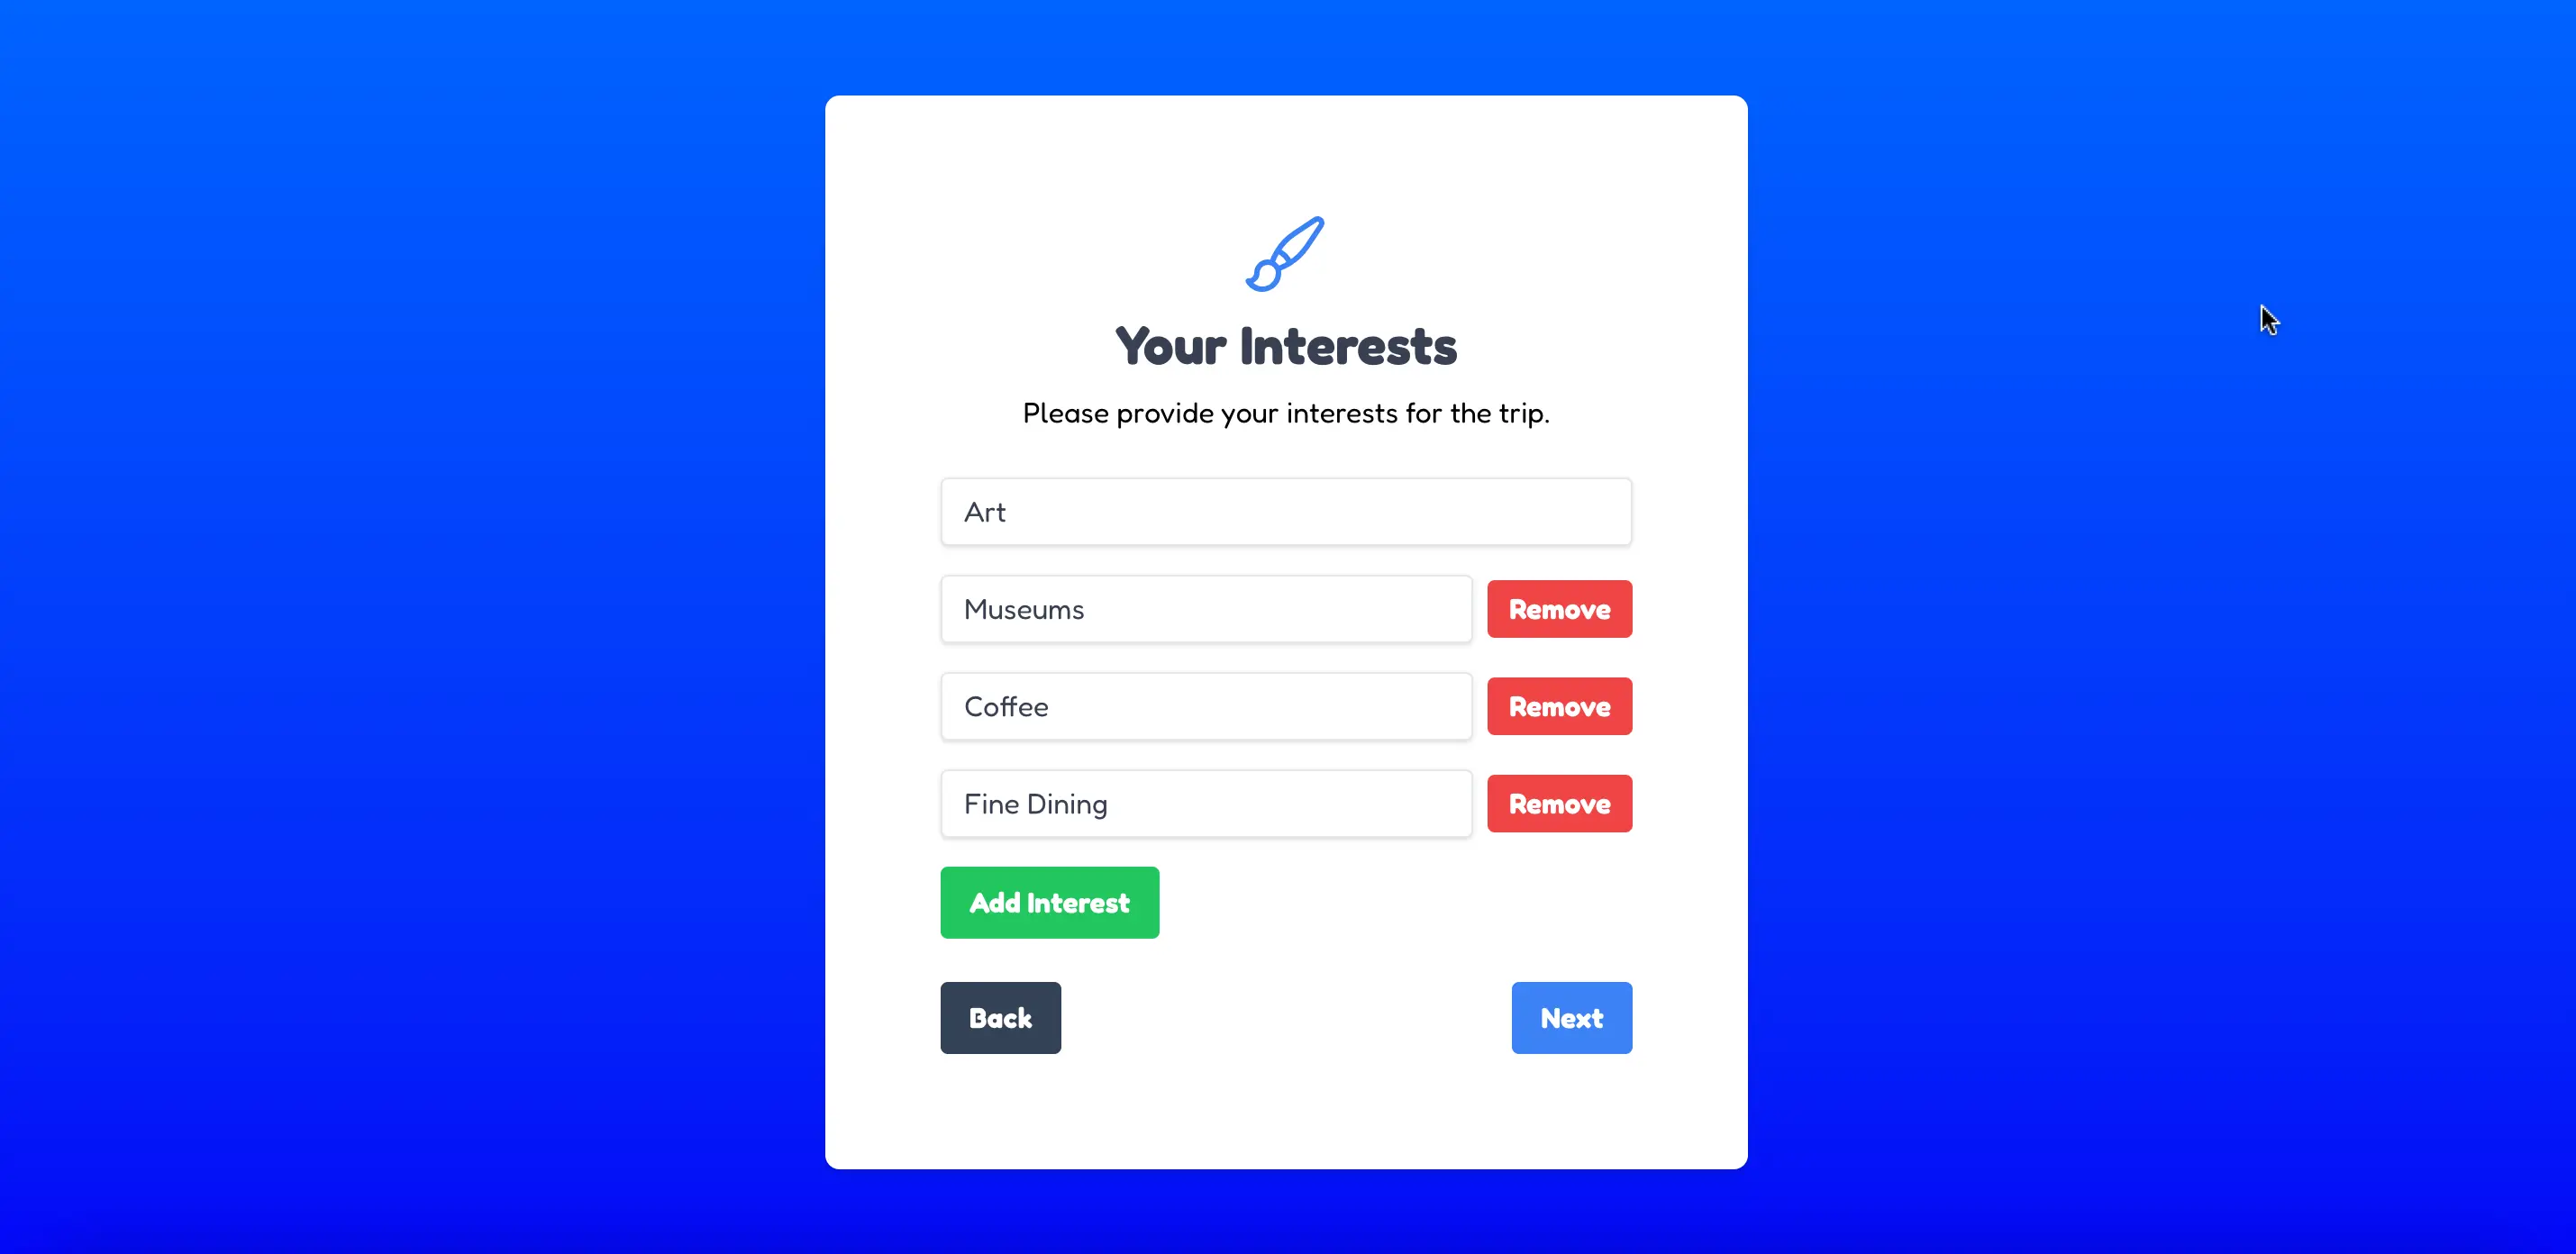 Your Interests
Please provide your interests for the trip.
Art
Museums
Remove
Coffee
Remove
Fine Dining
Remove
Add Interest
Back
Next